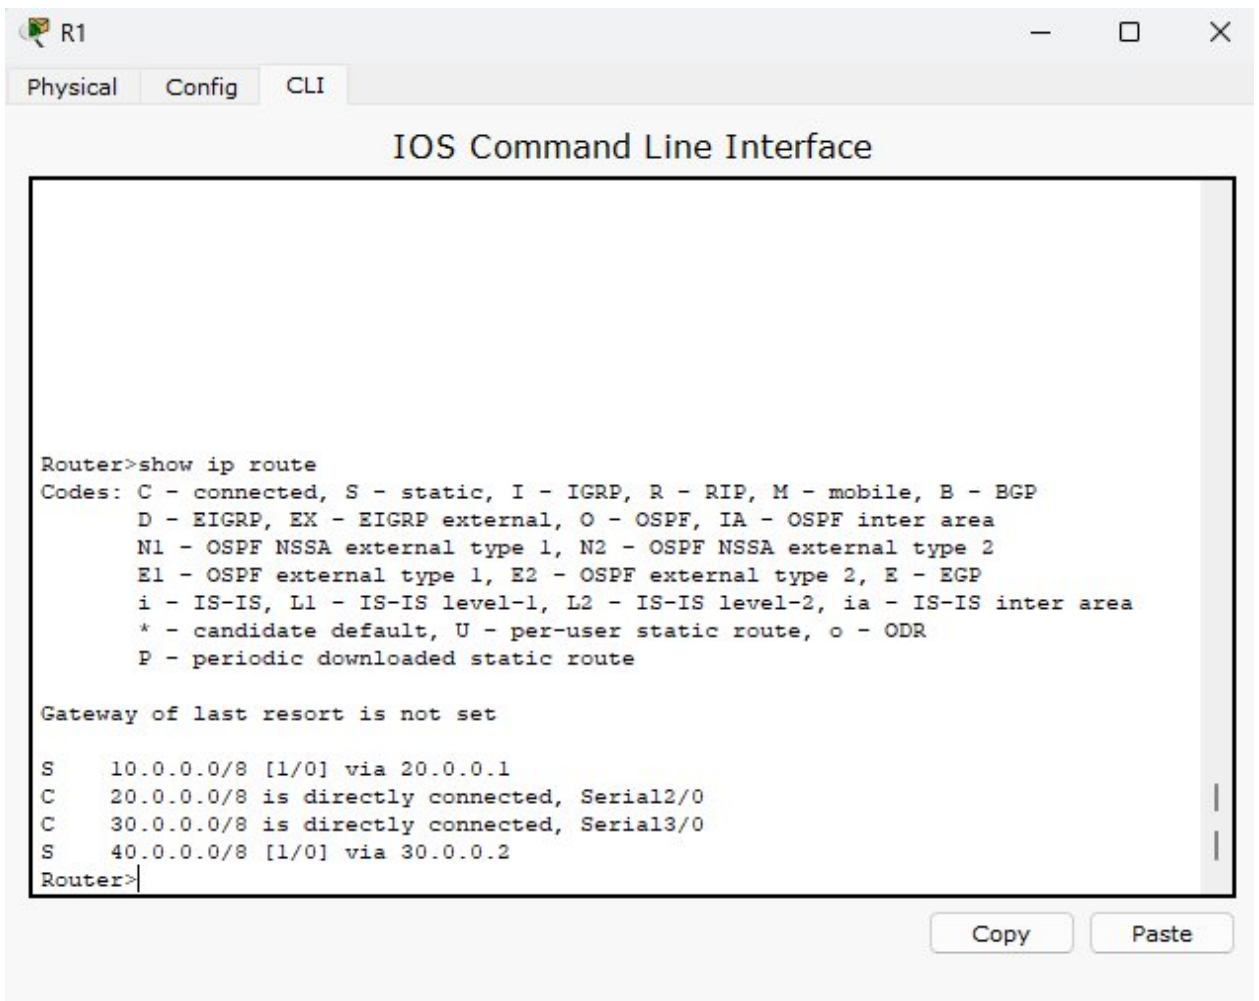 R1
Physical Config CLI
IOS Command Line Interface
Router>show ip route
Codes: C - connected, S - static, I - IGRP, R - RIP, M - mobile, B - BGP
D - EIGRP, EX - EIGRP external, O - OSPF, IA - OSPF inter area
N1 - OSPF NSSA external type 1, N2 - OSPF NSSA external type 2
E1 - OSPF external type 1, E2 - OSPF external type 2, E - EGP
i - IS-IS, L1 - IS-IS level-1, L2 - IS-IS level-2, ia - IS-IS inter area
* - candidate default, U - per-user static route, o - ODR
P - periodic downloaded static route
Gateway of last resort is not set
S 10.0.0.0/8 [1/0] via 20.0.0.1
C 20.0.0.0/8 is directly connected, Serial2/0
C 30.0.0.0/8 is directly connected, Serial3/0
S 40.0.0.0/8 [1/0] via 30.0.0.2
Router>
Copy Paste